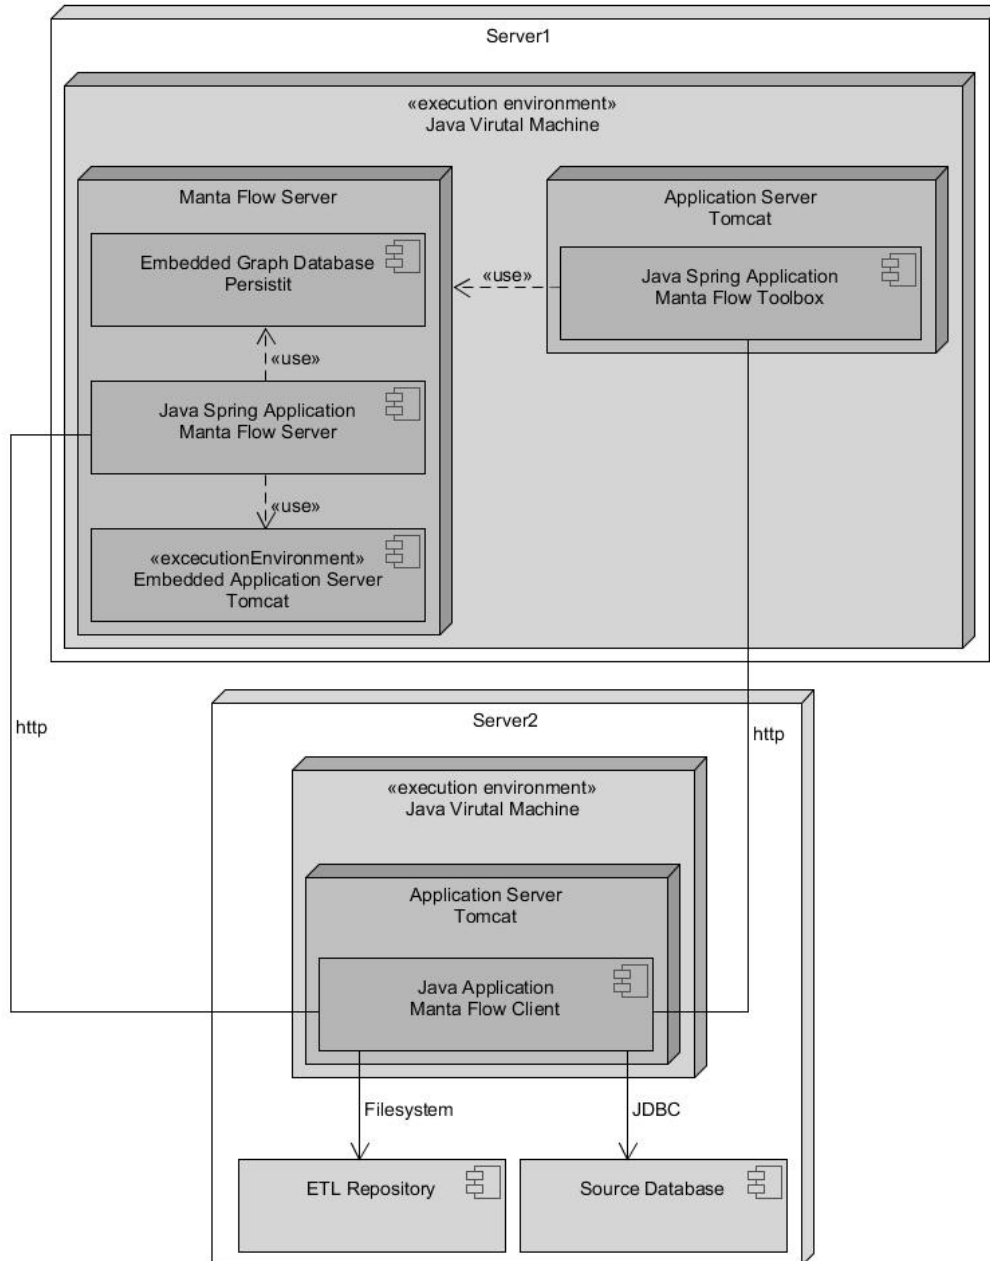 Server1
«execution environment»
Java Virutal Machine
Manta Flow Server
Embedded Graph Database
Persistit
«use»
Java Spring Application
Manta Flow Server
«use»
«excecutionEnvironment»
Embedded Application Server
Tomcat
Application Server
Tomcat
«use»
Java Spring Application
Manta Flow Toolbox
http
http
Server2
«execution environment»
Java Virutal Machine
Application Server
Tomcat
Java Application
Manta Flow Client
Filesystem
JDBC
ETL Repository
Source Database